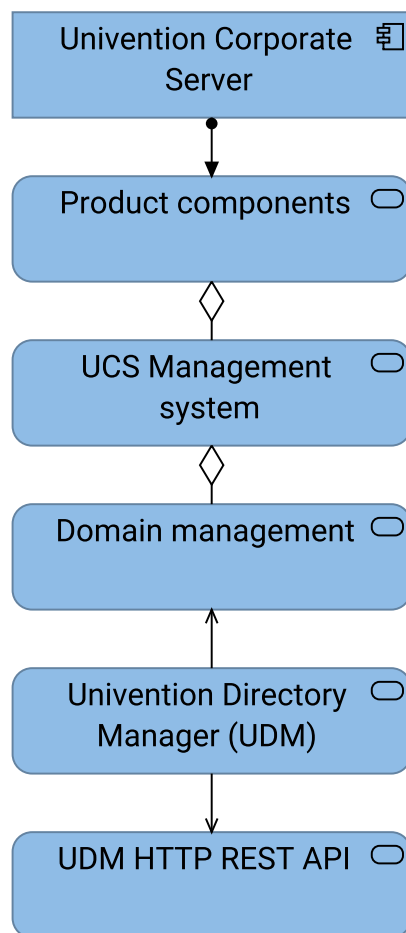 Univention Corporate
Server
Product components
UCS Management
system
Domain management
Univention Directory
Manager (UDM)
UDM HTTP REST API